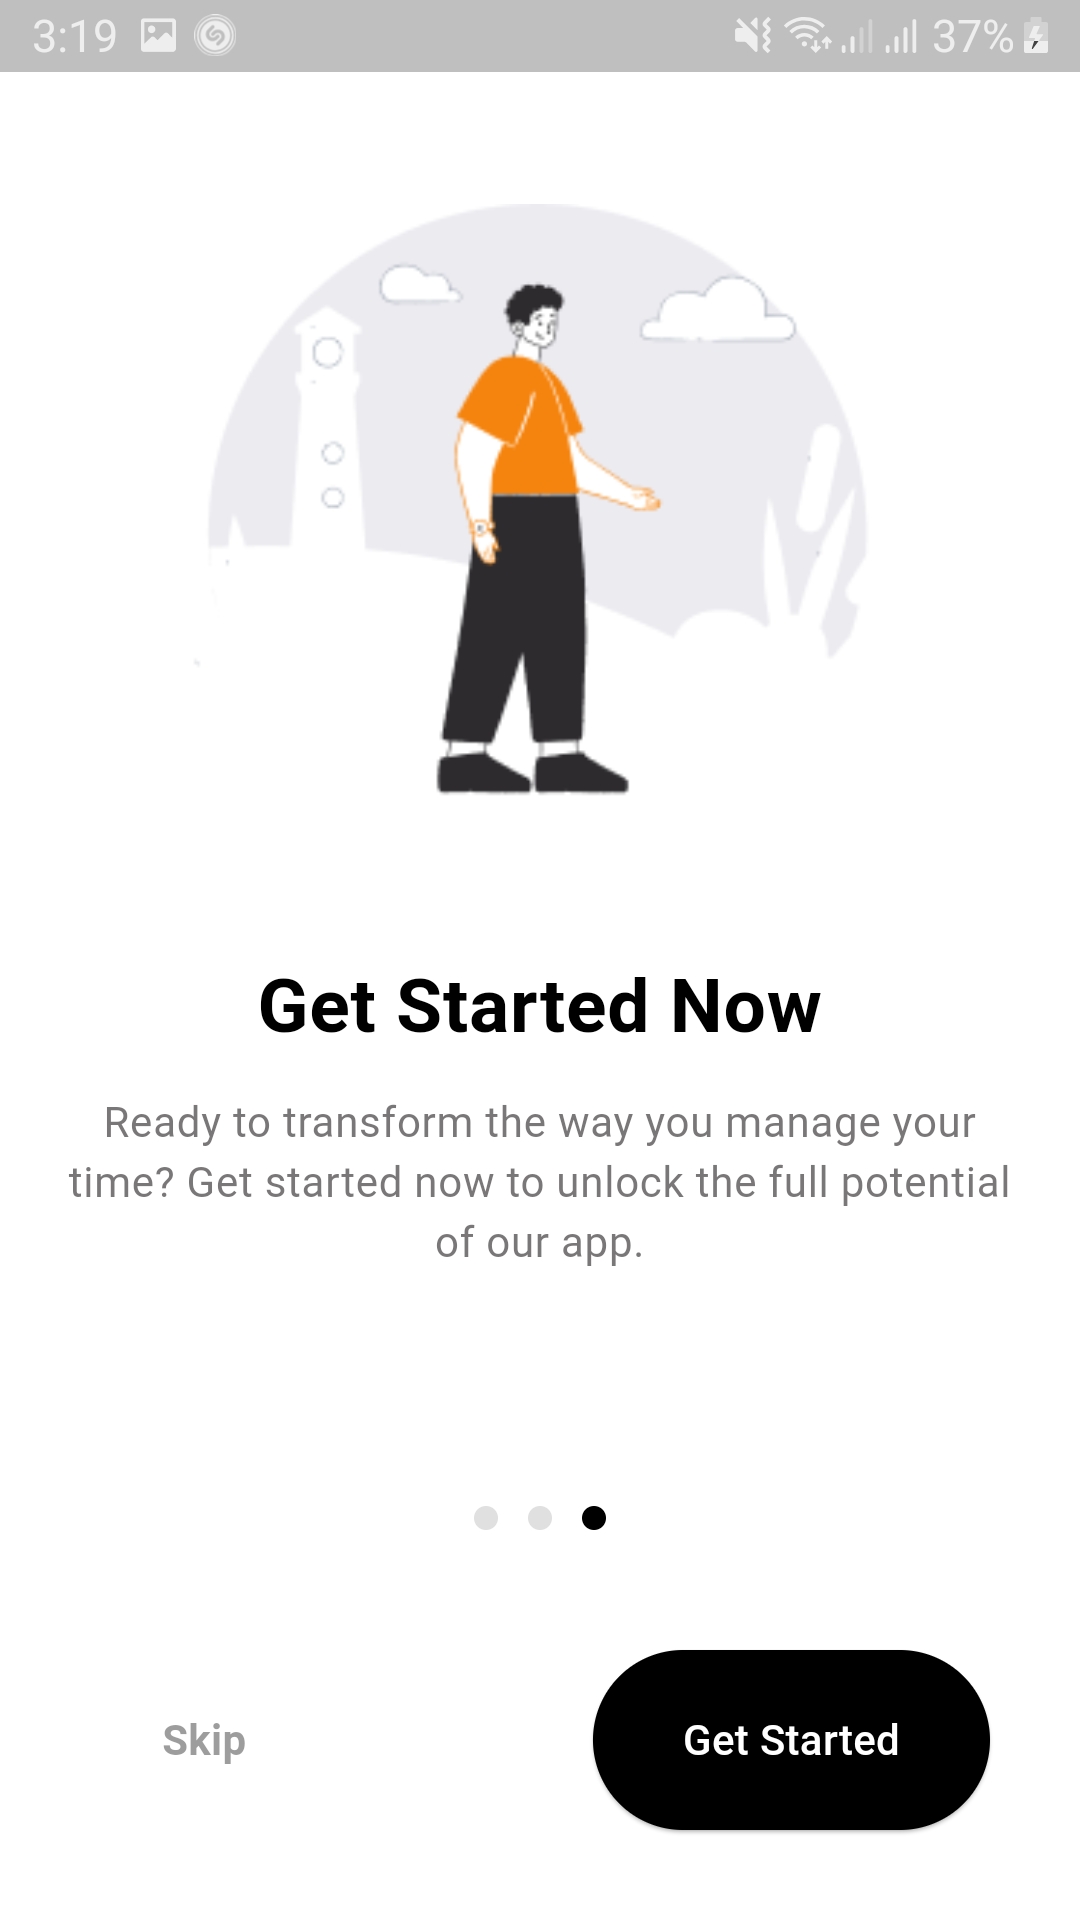 3:19 37%
Get Started Now
Ready to transform the way you manage your
time? Get started now to unlock the full potential
of our app.
Skip Get Started